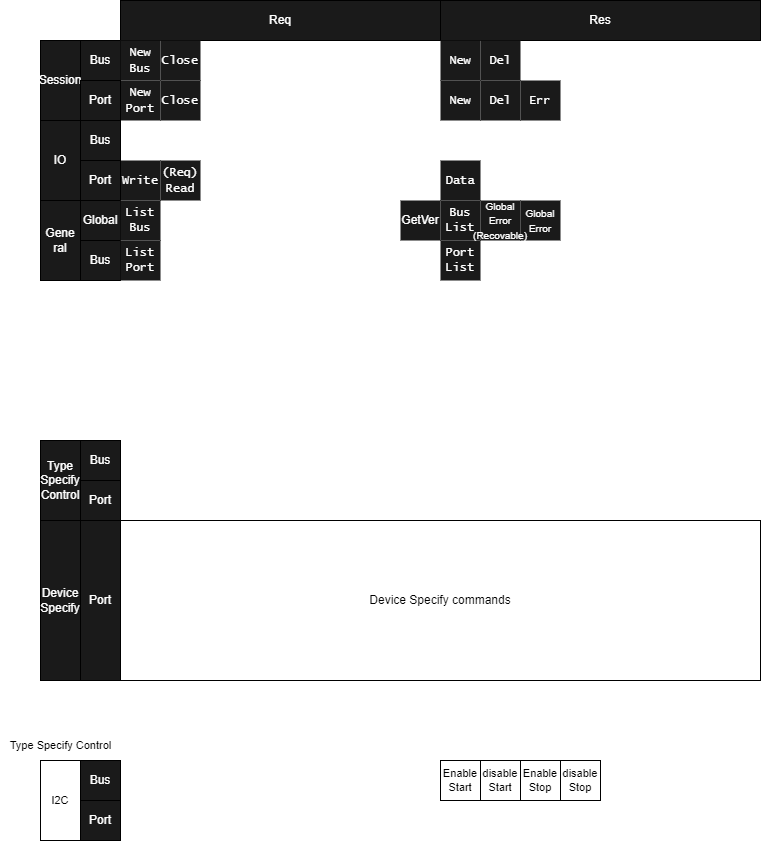 Req
Res
Session
Bus
New
Bus
Close
New
Del
Port
New
Port
Close
New
Del
Err
IO
Bus
Port
Write
(Req)
Read
Data
Gene
ral
Global
List
Bus
GetVer
Bus
List
Global
Error
(Recovable)
Global
Error
Bus
List
Port
Port
List
Type
Specify
Control
Bus
Port
Device
Specify
Port
Device Specify commands
Type Specify Control
I2C
Bus
Enable
Start
disable
Start
Enable
Stop
disable
Stop
Port